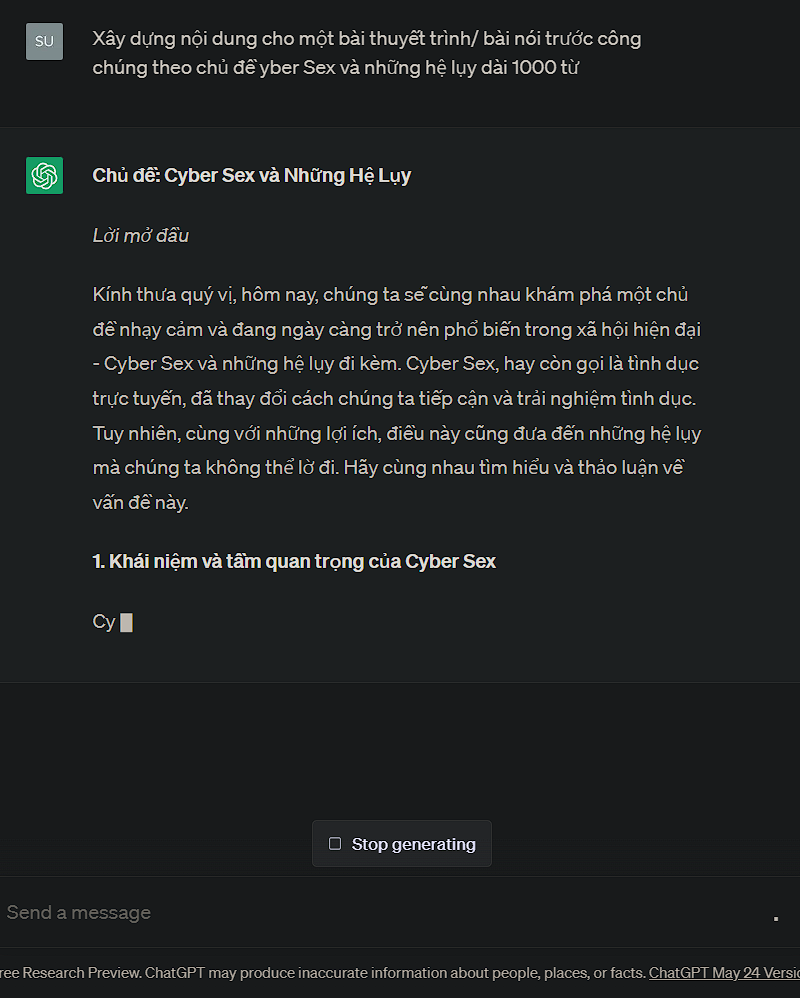 SU
Xây dựng nội dung cho một bài thuyết trình/ bài nói trước công
chúng theo chủ đề yber Sex và những hệ lụy dài 1000 từ
Chủ đề: Cyber Sex và Những Hệ Lụy
Lời mở đầu
Kính thưa quý vị, hôm nay, chúng ta sẽ cùng nhau khám phá một chủ
đề nhạy cảm và đang ngày càng trở nên phổ biến trong xã hội hiện đại
- Cyber Sex và những hệ lụy đi kèm. Cyber Sex, hay còn gọi là tình dục
trực tuyến, đã thay đổi cách chúng ta tiếp cận và trải nghiệm tình dục.
Tuy nhiên, cùng với những lợi ích, điều này cũng đưa đến những hệ lụy
mà chúng ta không thể lờ đi. Hãy cùng nhau tìm hiểu và thảo luận về
vấn đề này.
1. Khái niệm và tầm quan trọng của Cyber Sex
Cy
Stop generating
Send a message
ree Research Preview. ChatGPT may produce inaccurate information about people, places, or facts. ChatGPT May 24 Versio